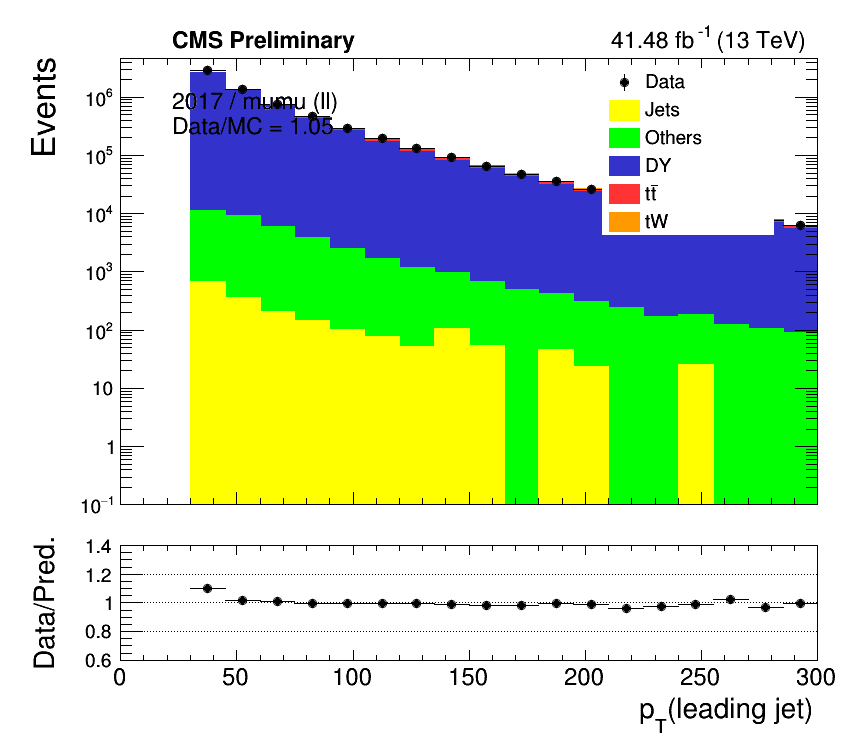 CMS Preliminary
41.48 fb⁻¹ (13 TeV)
Events
10⁶
10⁵
10⁴
10³
10²
10
1
10⁻¹
2017 / mumu (ll)
Data/MC = 1.05
Data
Jets
Others
DY
tt̄
tW
Data/Pred.
1.4
1.2
1
0.8
0.6
0 50 100 150 200 250 300
p_T(leading jet)